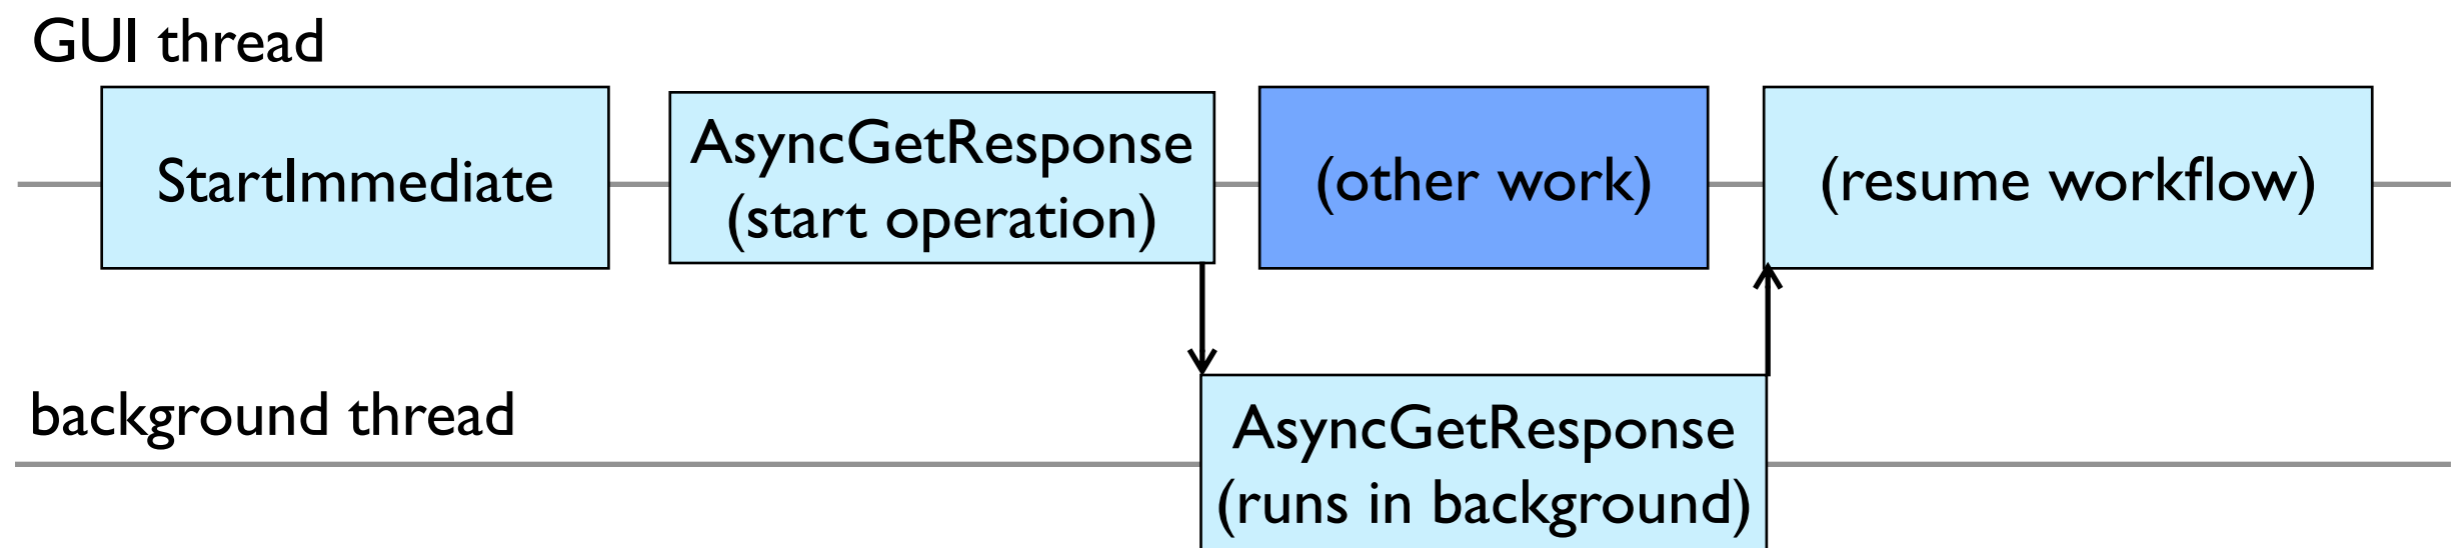 GUI thread
StartImmediate
AsyncGetResponse
(start operation)
(other work)
(resume workflow)
background thread
AsyncGetResponse
(runs in background)